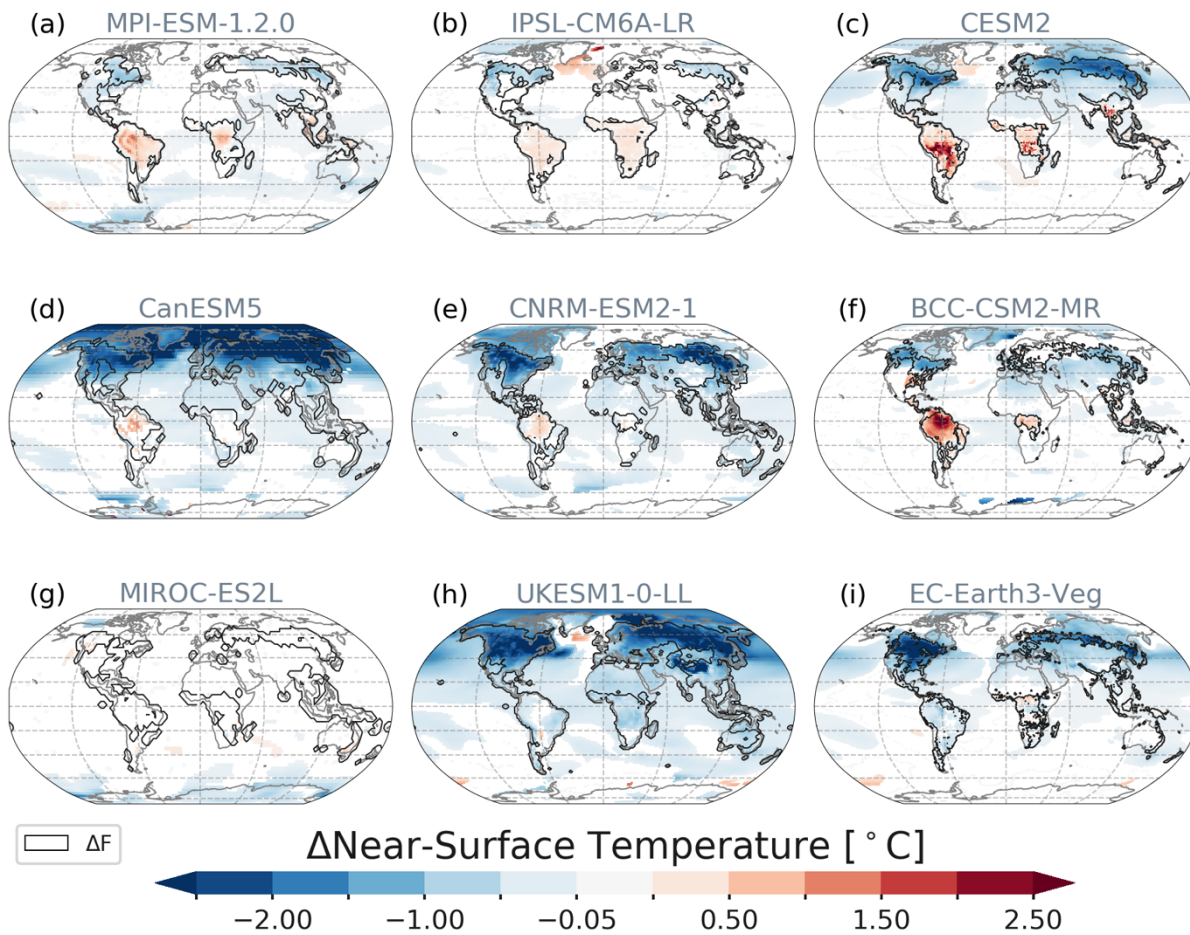 (a) MPI-ESM-1.2.0
(b) IPSL-CM6A-LR
(c) CESM2
(d) CanESM5
(e) CNRM-ESM2-1
(f) BCC-CSM2-MR
(g) MIROC-ES2L
(h) UKESM1-0-LL
(i) EC-Earth3-Veg
ΔF
ΔNear-Surface Temperature [°C]
−2.00 −1.00 −0.05 0.50 1.50 2.50